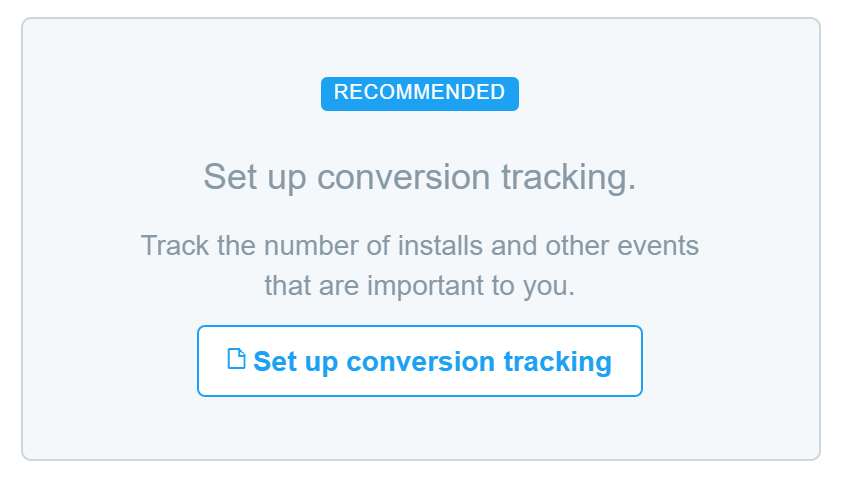 RECOMMENDED
Set up conversion tracking.
Track the number of installs and other events
that are important to you.
Set up conversion tracking